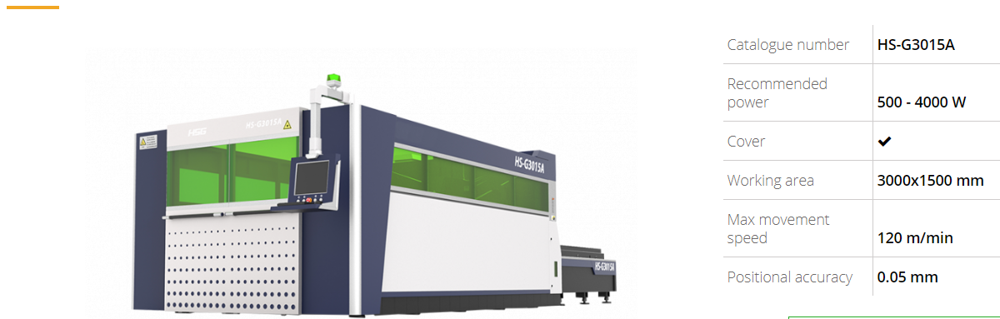 HSG HS-G3015A
HS-G3015A
HS-G3015A
Catalogue number HS-G3015A
Recommended
power 500 - 4000 W
Cover ✔
Working area 3000x1500 mm
Max movement
speed 120 m/min
Positional accuracy 0.05 mm